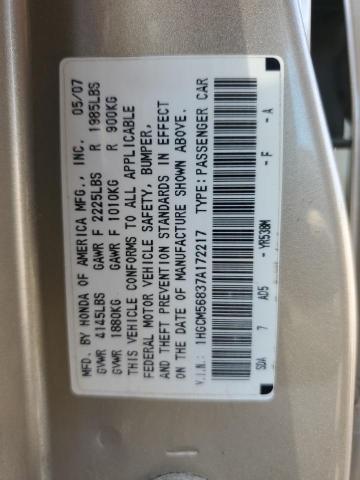 MFD. BY HONDA OF AMERICA MFG., INC. 05/07
GVWR 4145LBS GAWR F 2225LBS R 1985LBS
GVWR 1880KG GAWR F 1010KG R 900KG
THIS VEHICLE CONFORMS TO ALL APPLICABLE
FEDERAL MOTOR VEHICLE SAFETY, BUMPER,
AND THEFT PREVENTION STANDARDS IN EFFECT
ON THE DATE OF MANUFACTURE SHOWN ABOVE.
V.I.N.: 1HGCM56837A172217 TYPE: PASSENGER CAR
SDA 7 AD5 - YR538M - F - A